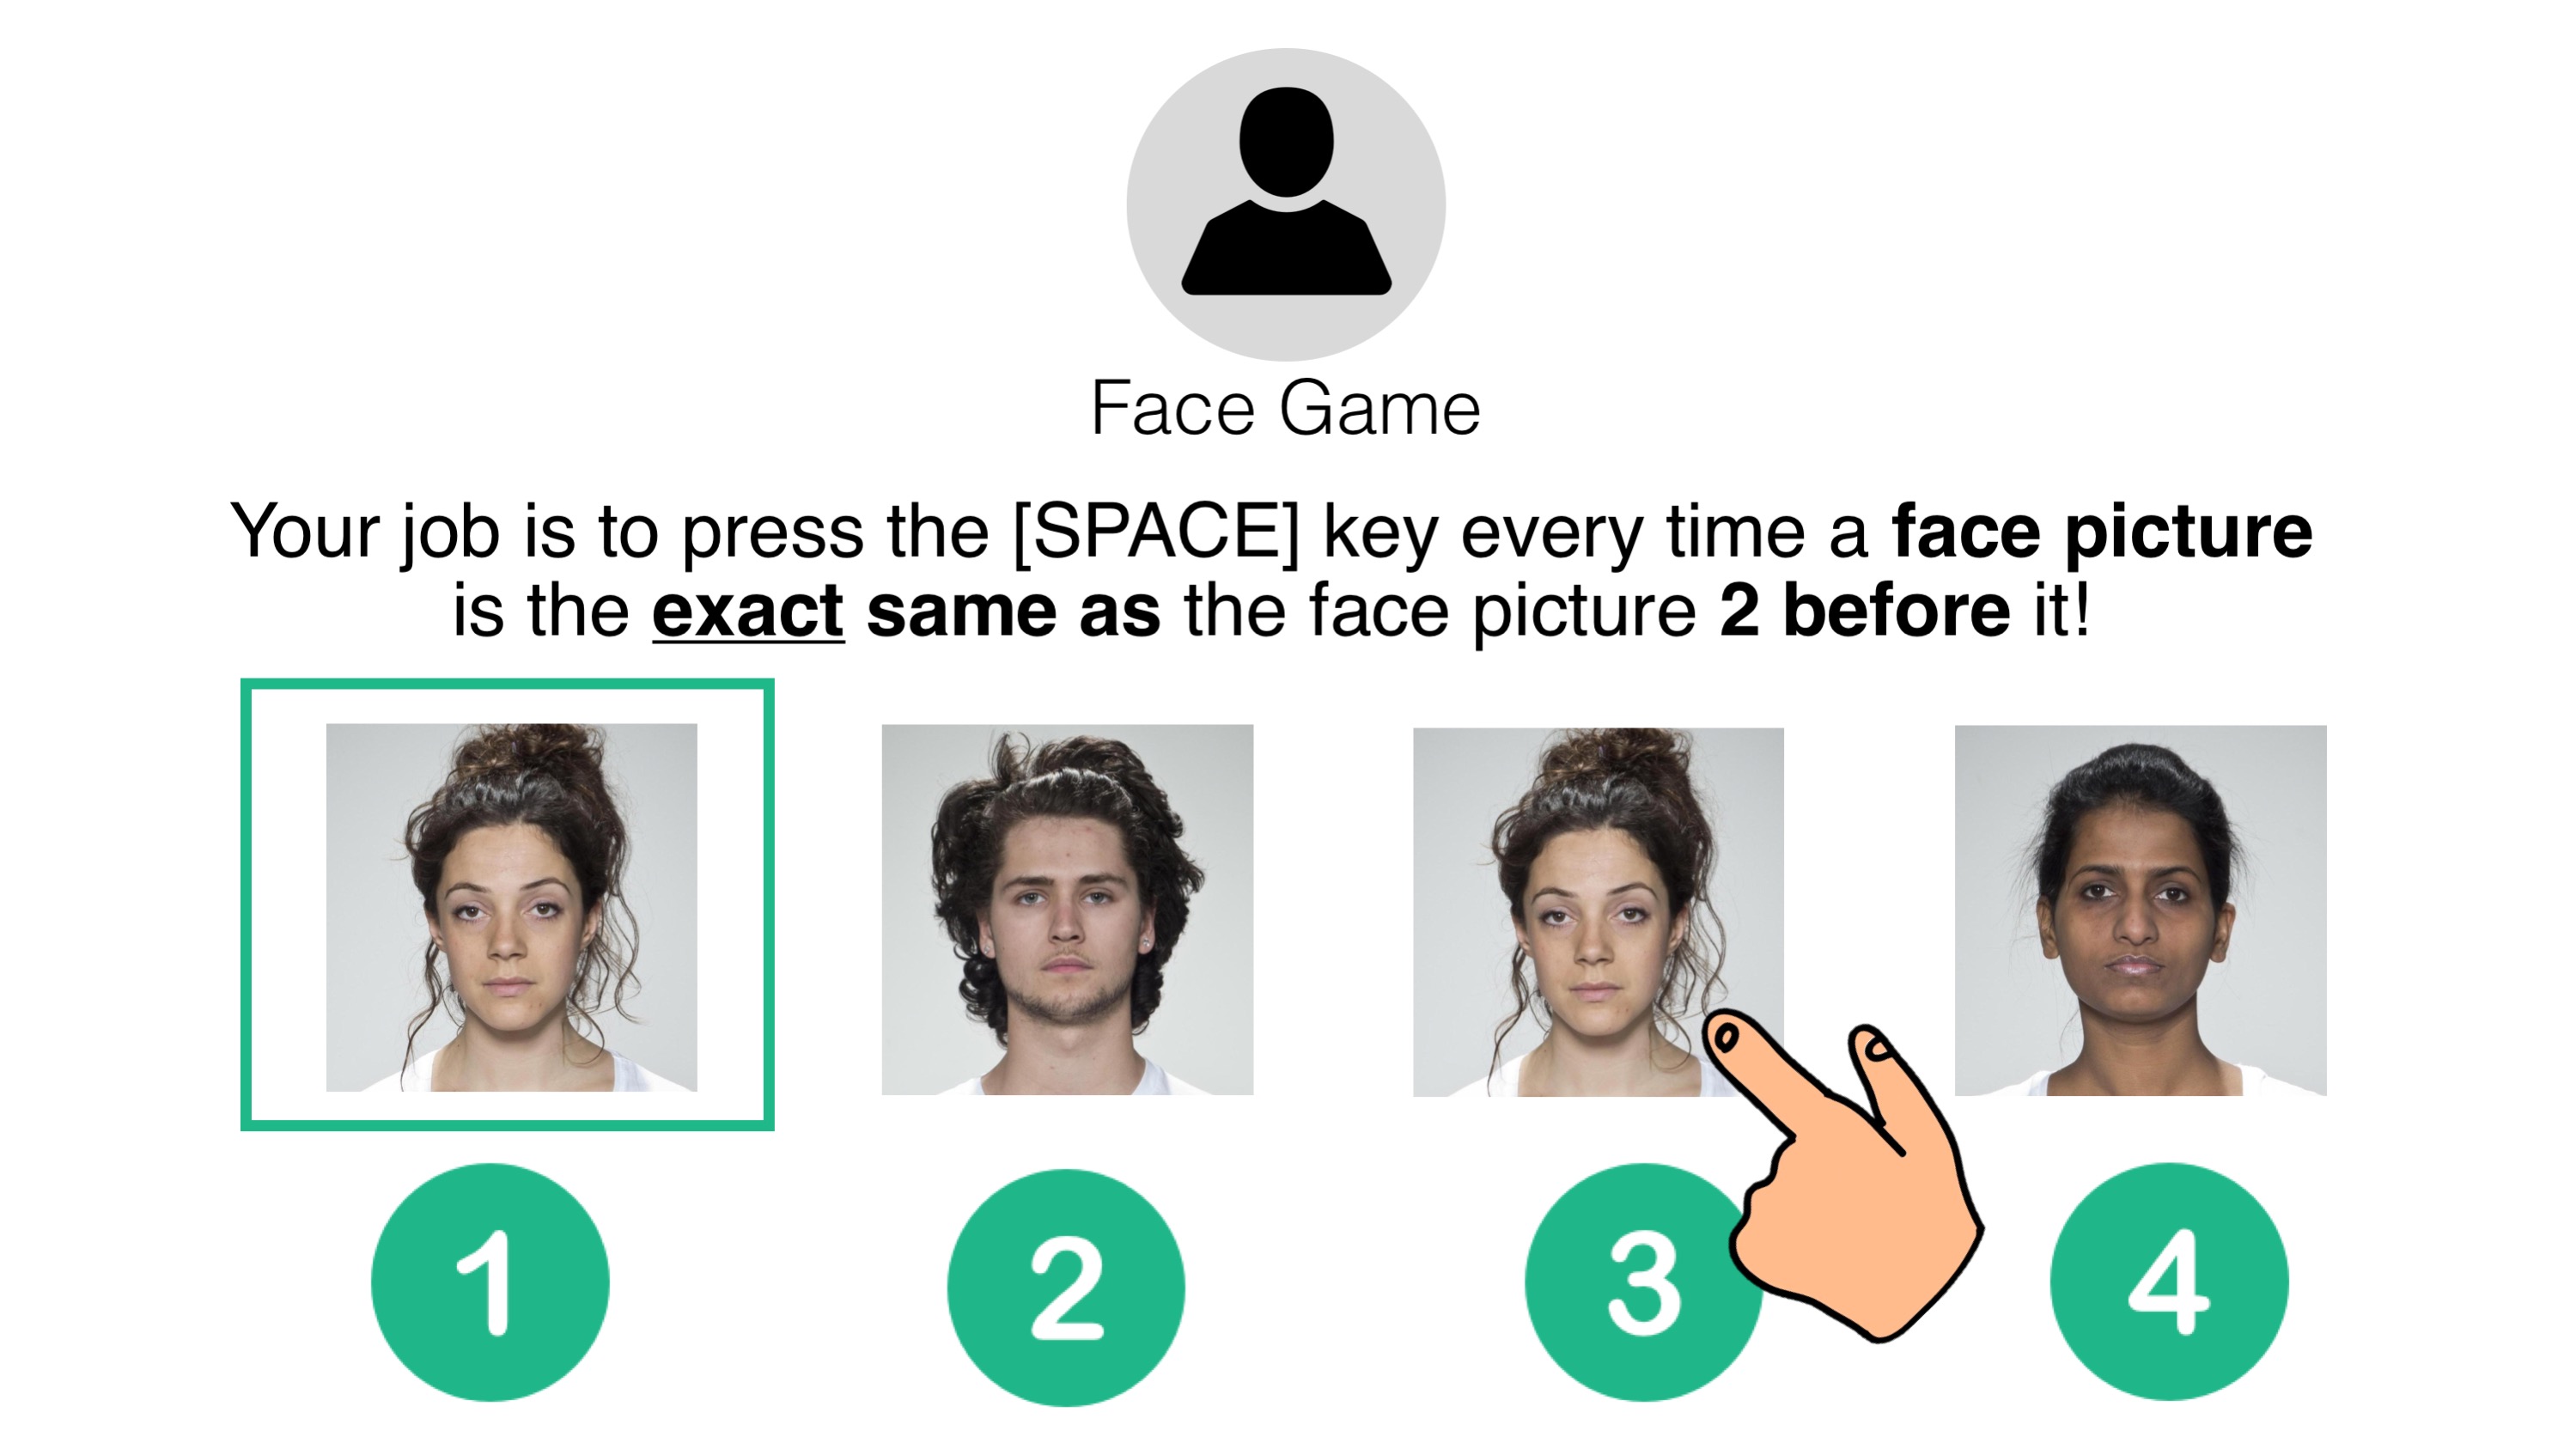 Face Game
Your job is to press the [SPACE] key every time a face picture
is the exact same as the face picture 2 before it!
1 2 3 4